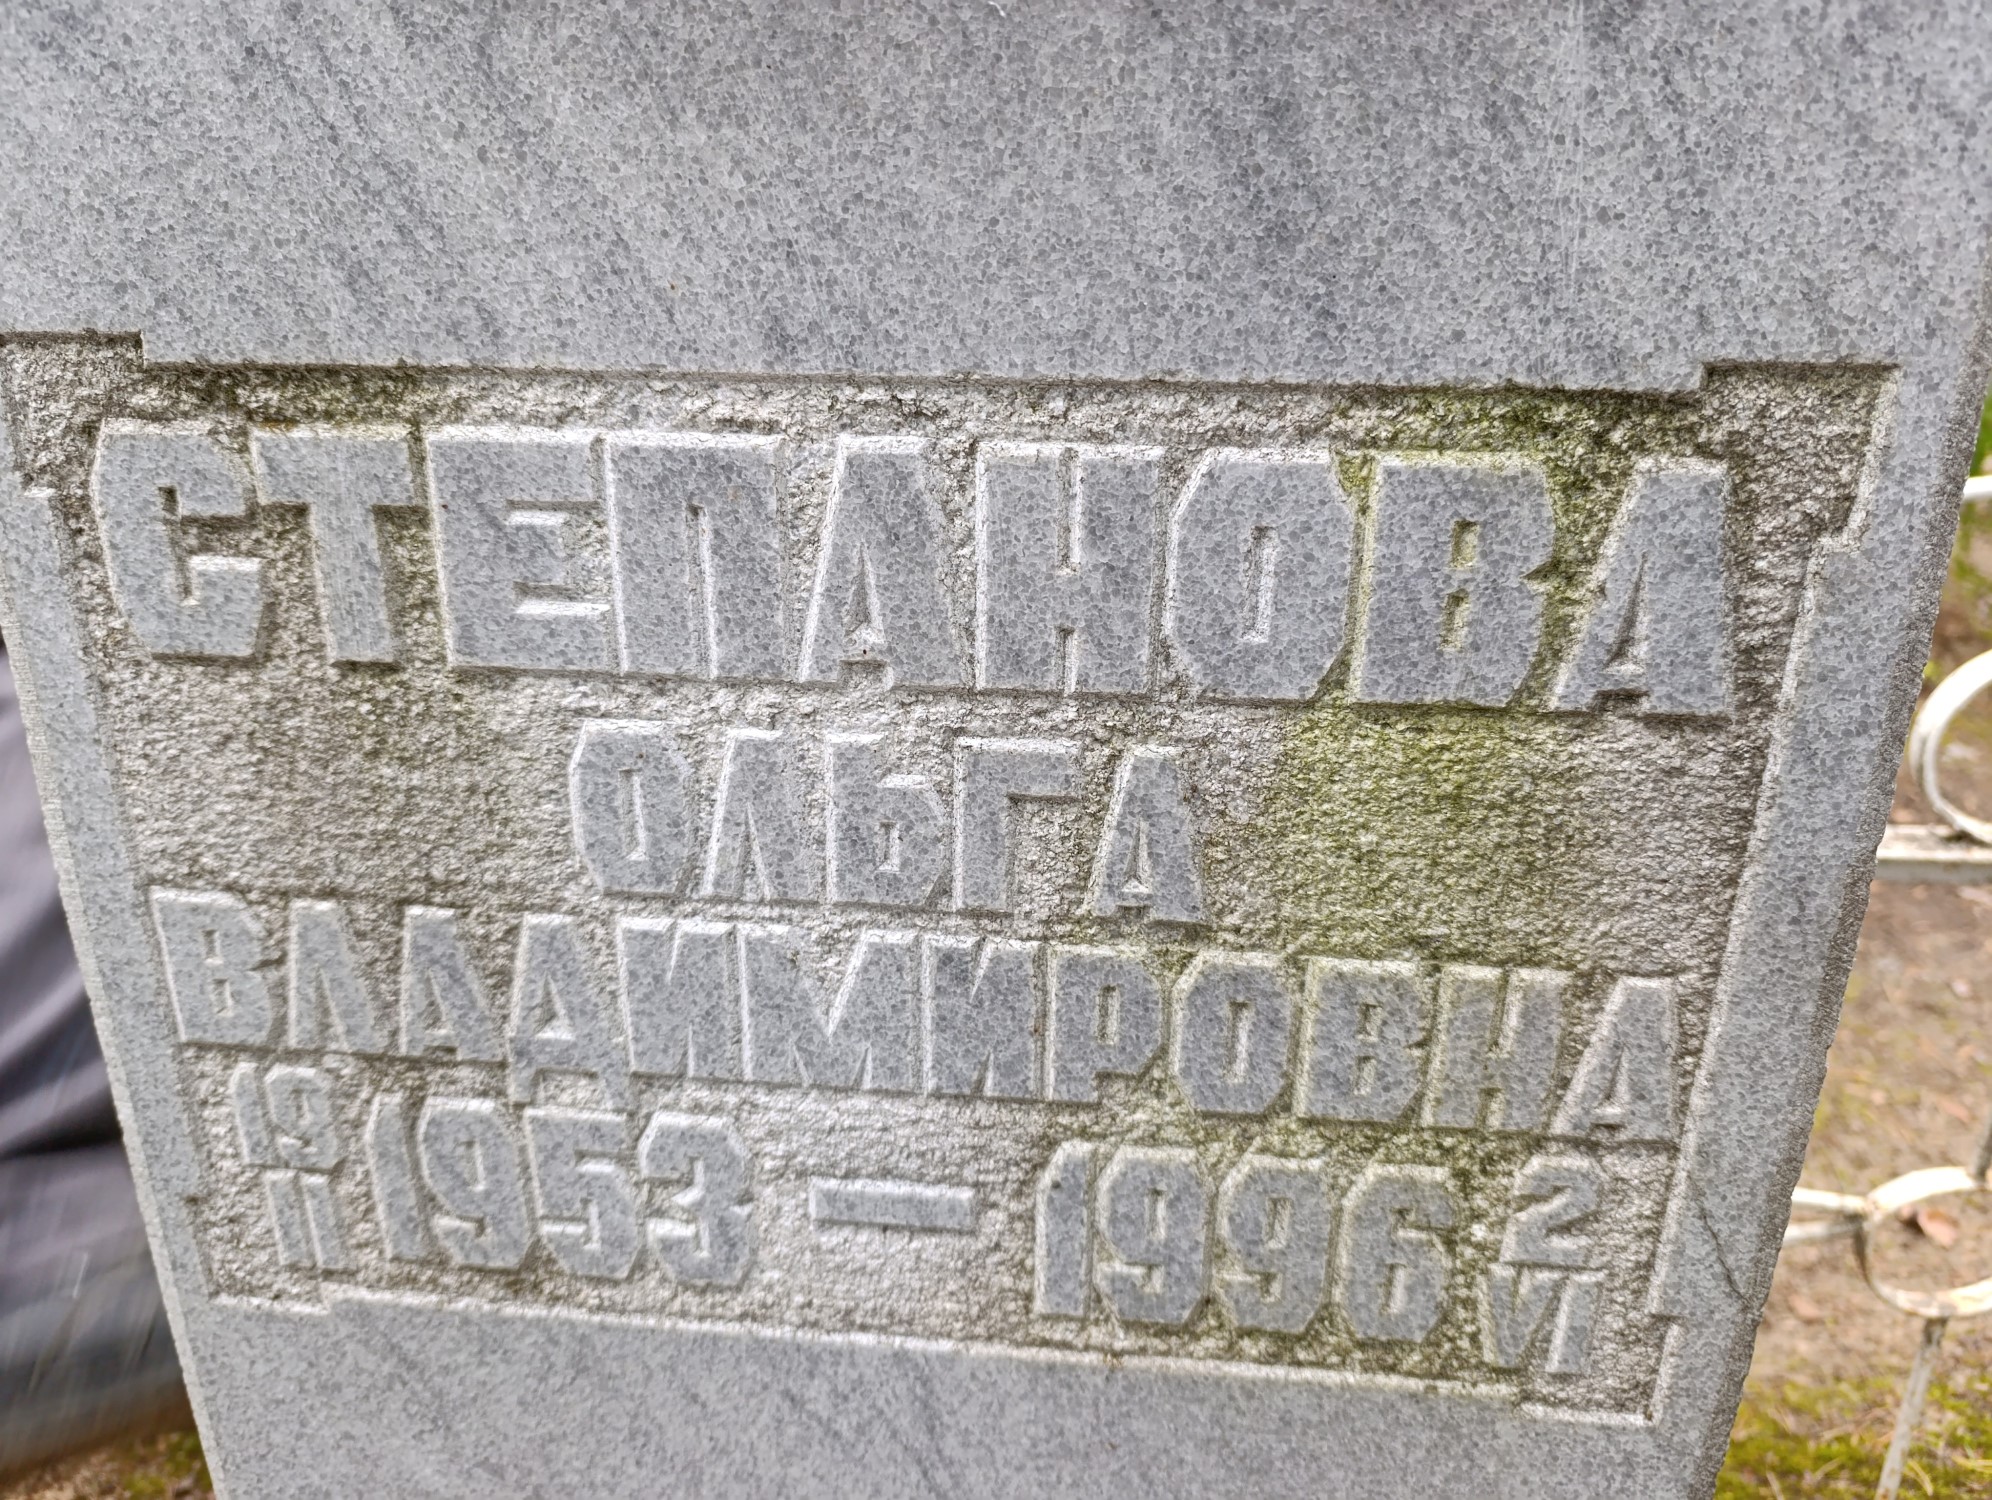 СТЕПАНОВА
ОЛЬГА
ВЛАДИМИРОВНА
19 II 1953 — 1996 2 VI